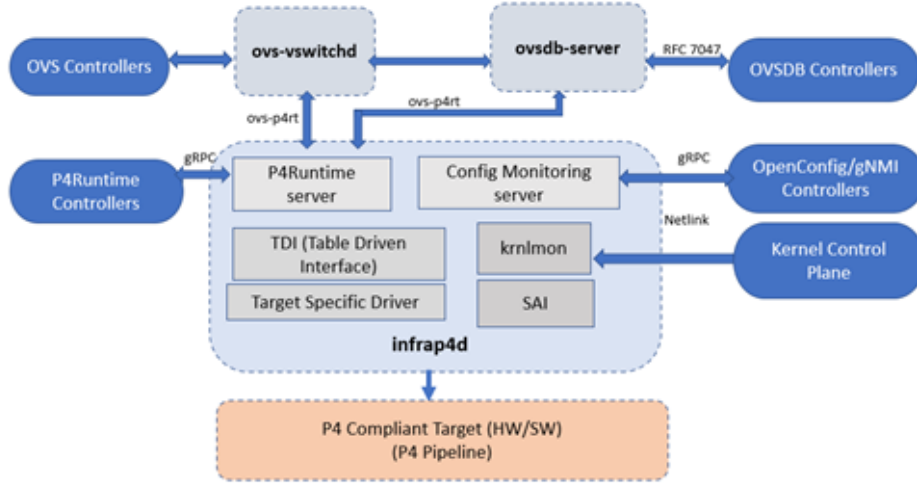 ovs-vswitchd
ovsdb-server
OVS Controllers
RFC 7047
OVSDB Controllers
ovs-p4rt
ovs-p4rt
gRPC
P4Runtime
Controllers
P4Runtime
server
Config Monitoring
server
gRPC
OpenConfig/gNMI
Controllers
Netlink
TDI (Table Driven
Interface)
krnlmon
Kernel Control
Plane
Target Specific Driver
SAI
infrap4d
P4 Compliant Target (HW/SW)
(P4 Pipeline)